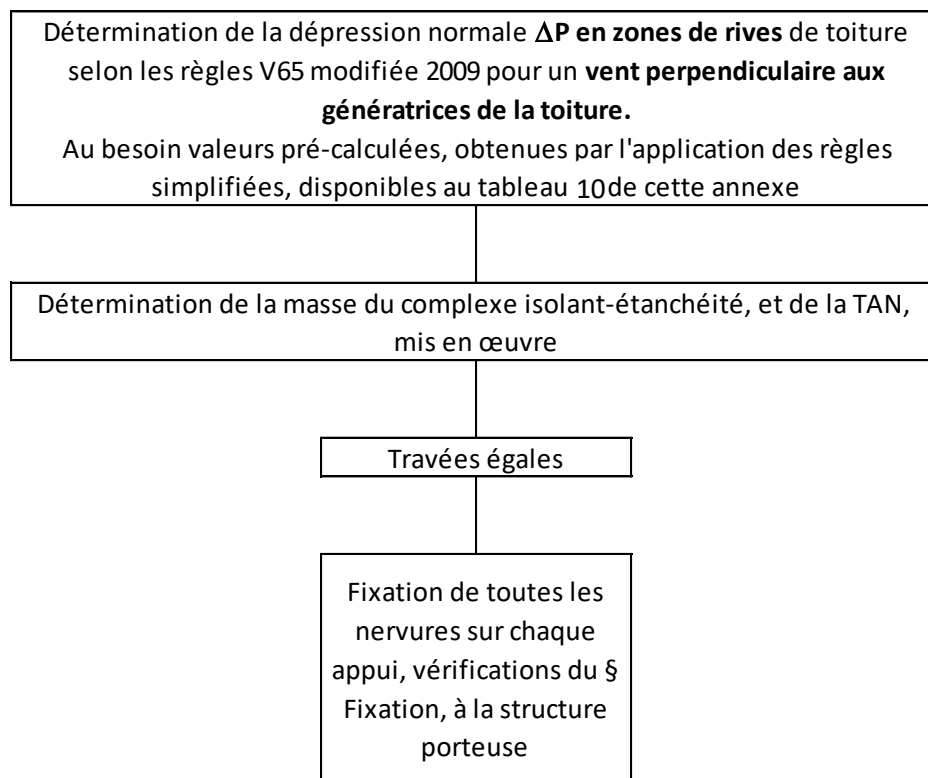 Détermination de la dépression normale ΔP en zones de rives de toiture
selon les règles V65 modifiée 2009 pour un vent perpendiculaire aux
génératrices de la toiture.
Au besoin valeurs pré-calculées, obtenues par l'application des règles
simplifiées, disponibles au tableau 10 de cette annexe
Détermination de la masse du complexe isolant-étanchéité, et de la TAN,
mis en œuvre
Travées égales
Fixation de toutes les
nervures sur chaque
appui, vérifications du §
Fixation, à la structure
porteuse